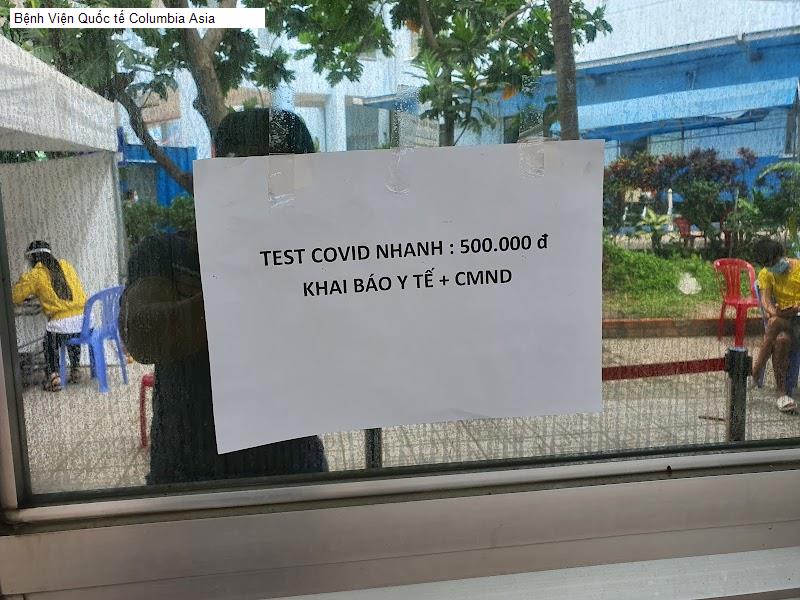 Bệnh Viện Quốc tế Columbia Asia
TEST COVID NHANH : 500.000 đ
KHAI BÁO Y TẾ + CMND